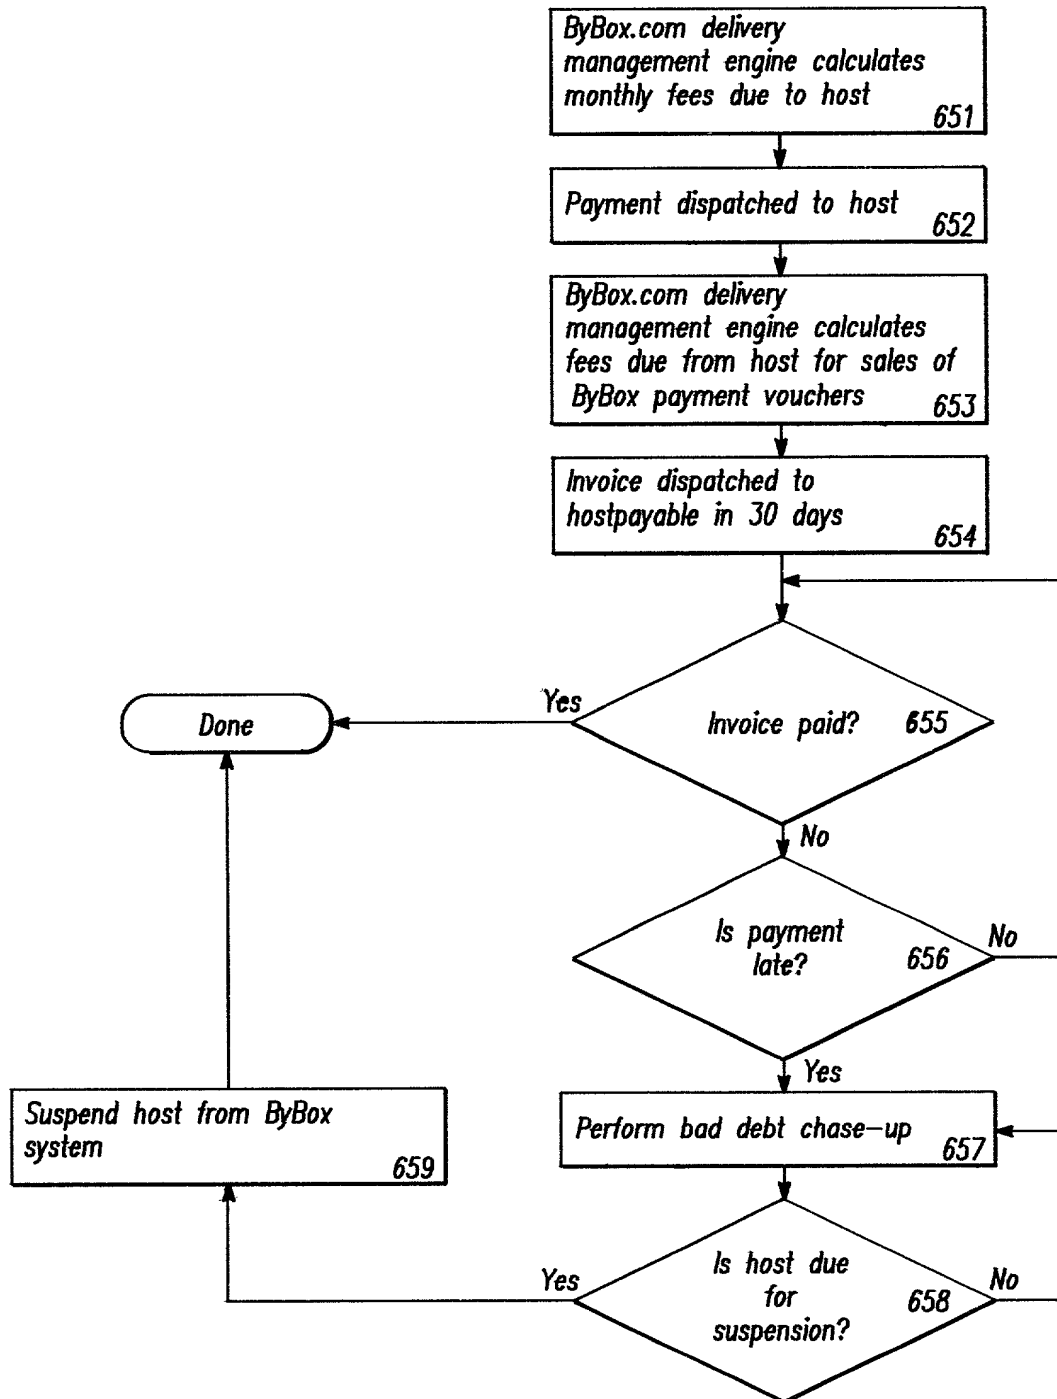 ByBox.com delivery
management engine calculates
monthly fees due to host
651
Payment dispatched to host
652
ByBox.com delivery
management engine calculates
fees due from host for sales of
ByBox payment vouchers
653
Invoice dispatched to
hostpayable in 30 days
654
Yes
Done
Invoice paid?
655
No
Is payment
late?
656
No
Yes
Suspend host from ByBox
system
659
Perform bad debt chase-up
657
Yes
Is host due
for
suspension?
658
No